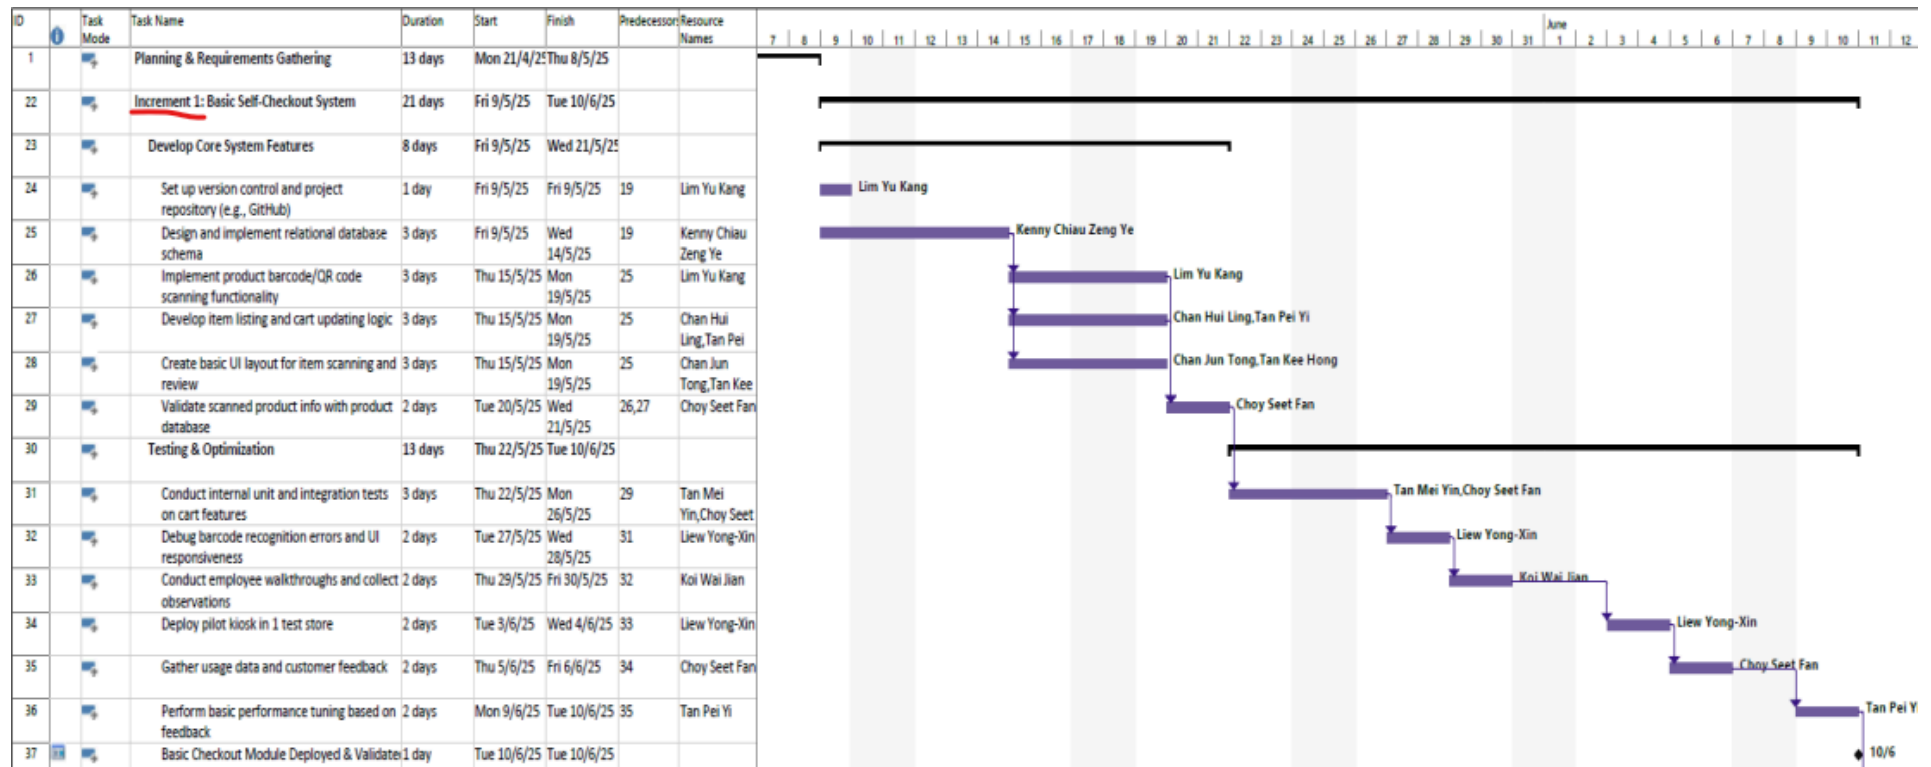 ID Task Mode Task Name Duration Start Finish Predecessors Resource Names
June
7 8 9 10 11 12 13 14 15 16 17 18 19 20 21 22 23 24 25 26 27 28 29 30 31 1 2 3 4 5 6 7 8 9 10 11 12
1 Planning & Requirements Gathering 13 days Mon 21/4/25 Thu 8/5/25
22 Increment 1: Basic Self-Checkout System 21 days Fri 9/5/25 Tue 10/6/25
23 Develop Core System Features 8 days Fri 9/5/25 Wed 21/5/25
24 Set up version control and project repository (e.g., GitHub) 1 day Fri 9/5/25 Fri 9/5/25 19 Lim Yu Kang
Lim Yu Kang
25 Design and implement relational database schema 3 days Fri 9/5/25 Wed 14/5/25 19 Kenny Chiau Zeng Ye
Kenny Chiau Zeng Ye
26 Implement product barcode/QR code scanning functionality 3 days Thu 15/5/25 Mon 19/5/25 25 Lim Yu Kang
Lim Yu Kang
27 Develop item listing and cart updating logic 3 days Thu 15/5/25 Mon 19/5/25 25 Chan Hui Ling,Tan Pei
Chan Hui Ling,Tan Pei Yi
28 Create basic UI layout for item scanning and review 3 days Thu 15/5/25 Mon 19/5/25 25 Chan Jun Tong,Tan Kee
Chan Jun Tong,Tan Kee Hong
29 Validate scanned product info with product database 2 days Tue 20/5/25 Wed 21/5/25 26,27 Choy Seet Fan
Choy Seet Fan
30 Testing & Optimization 13 days Thu 22/5/25 Tue 10/6/25
31 Conduct internal unit and integration tests on cart features 3 days Thu 22/5/25 Mon 26/5/25 29 Tan Mei Yin,Choy Seet
Tan Mei Yin,Choy Seet Fan
32 Debug barcode recognition errors and UI responsiveness 2 days Tue 27/5/25 Wed 28/5/25 31 Liew Yong-Xin
Liew Yong-Xin
33 Conduct employee walkthroughs and collect observations 2 days Thu 29/5/25 Fri 30/5/25 32 Koi Wai Jian
Koi Wai Jian
34 Deploy pilot kiosk in 1 test store 2 days Tue 3/6/25 Wed 4/6/25 33 Liew Yong-Xin
Liew Yong-Xin
35 Gather usage data and customer feedback 2 days Thu 5/6/25 Fri 6/6/25 34 Choy Seet Fan
Choy Seet Fan
36 Perform basic performance tuning based on feedback 2 days Mon 9/6/25 Tue 10/6/25 35 Tan Pei Yi
Tan Pei Y
37 Basic Checkout Module Deployed & Validate 1 day Tue 10/6/25 Tue 10/6/25
10/6